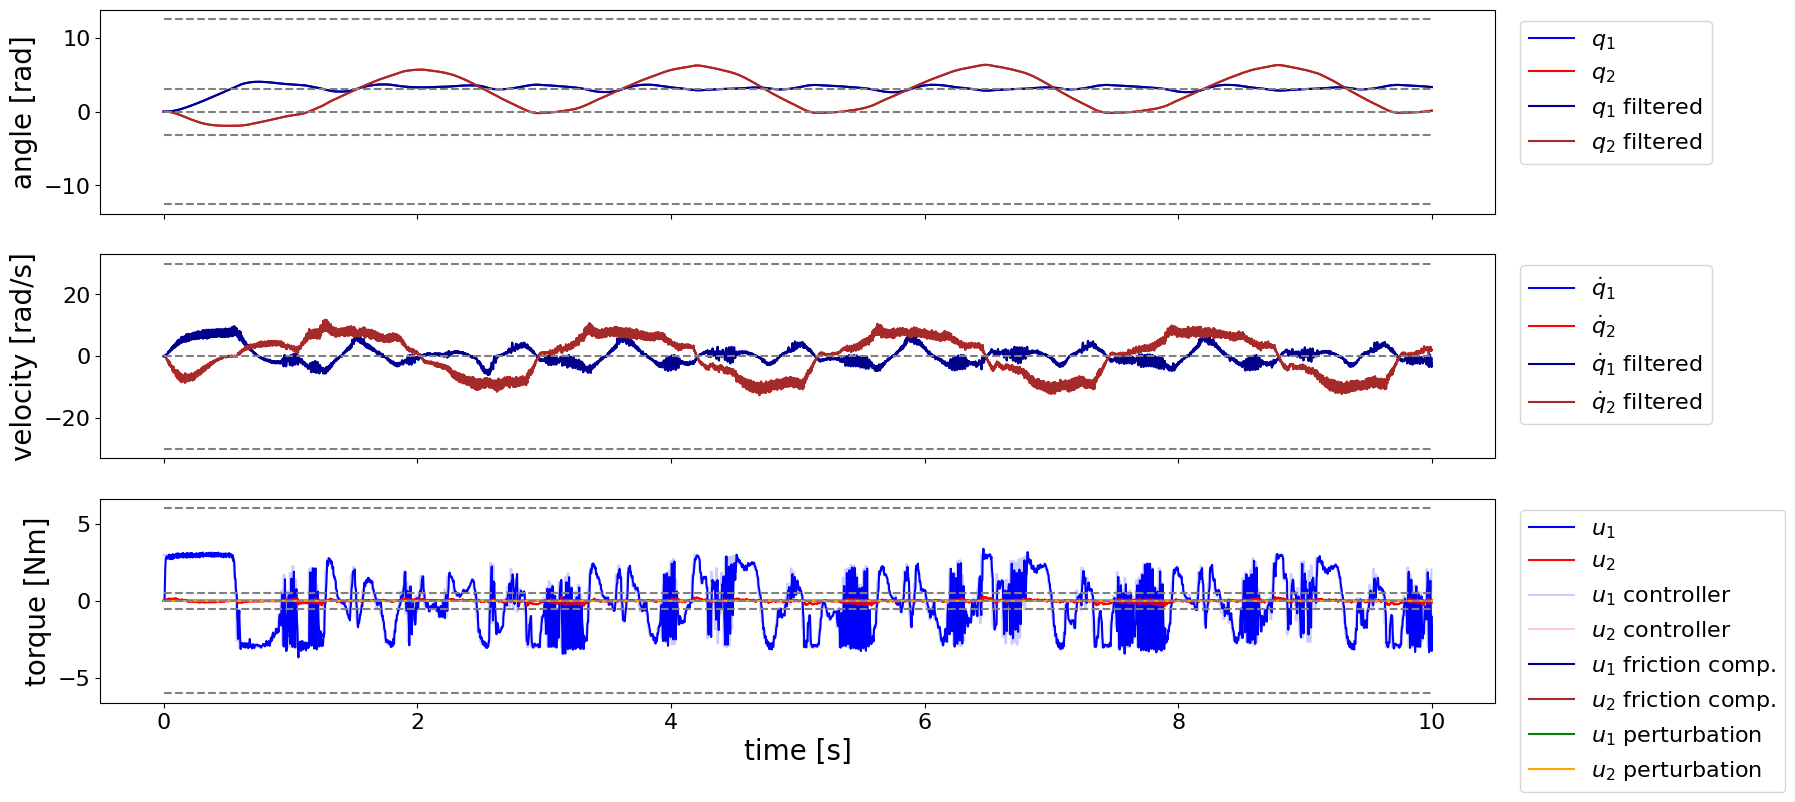 angle [rad]
10
0
−10
q₁
q₂
q₁ filtered
q₂ filtered
velocity [rad/s]
20
0
−20
q̇₁
q̇₂
q̇₁ filtered
q̇₂ filtered
torque [Nm]
5
0
−5
0 2 4 6 8 10
time [s]
u₁
u₂
u₁ controller
u₂ controller
u₁ friction comp.
u₂ friction comp.
u₁ perturbation
u₂ perturbation